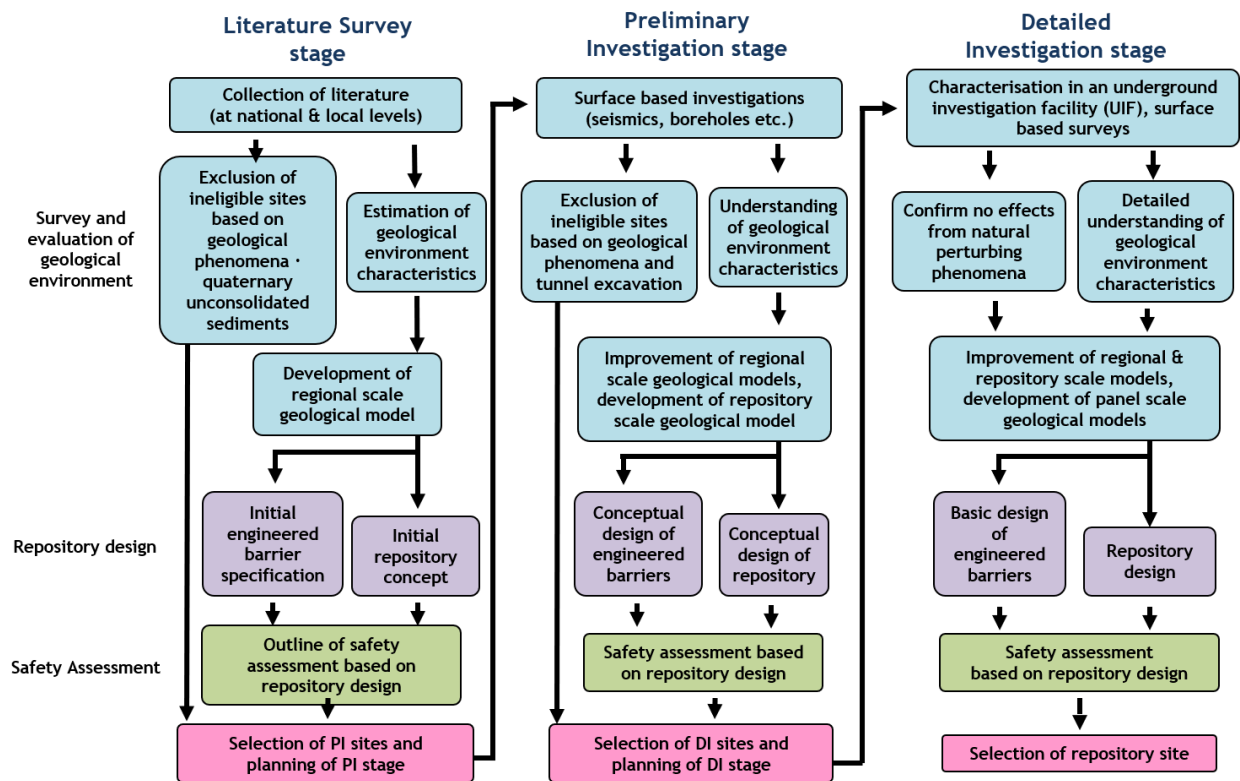 Literature Survey
stage
Preliminary
Investigation stage
Detailed
Investigation stage
Collection of literature
(at national & local levels)
Surface based investigations
(seismics, boreholes etc.)
Characterisation in an underground
investigation facility (UIF), surface
based surveys
Survey and
evaluation of
geological
environment
Exclusion of
ineligible sites
based on
geological
phenomena ·
quaternary
unconsolidated
sediments
Estimation of
geological
environment
characteristics
Exclusion of
ineligible sites
based on geological
phenomena and
tunnel excavation
Understanding
of geological
environment
characteristics
Confirm no effects
from natural
perturbing
phenomena
Detailed
understanding of
geological
environment
characteristics
Development of
regional scale
geological model
Improvement of regional
scale geological models,
development of repository
scale geological model
Improvement of regional &
repository scale models,
development of panel scale
geological models
Repository design
Initial
engineered
barrier
specification
Initial
repository
concept
Conceptual
design of
engineered
barriers
Conceptual
design of
repository
Basic design
of
engineered
barriers
Repository
design
Safety Assessment
Outline of safety
assessment based on
repository design
Safety assessment based
on repository design
Safety assessment
based on repository design
Selection of PI sites and
planning of PI stage
Selection of DI sites and
planning of DI stage
Selection of repository site